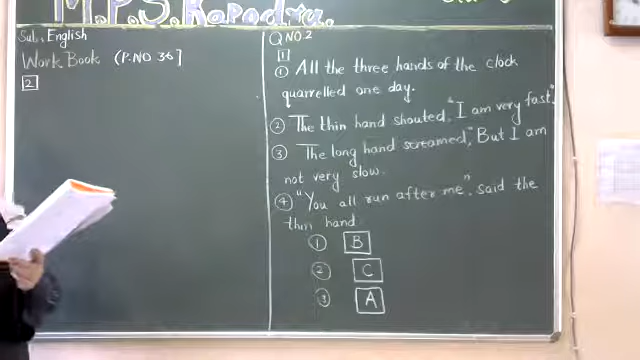 M.P.S. Kapadia.
Sub. English
Work Book (P.NO 36]
2
Q NO.2
1
① All the three hands of the clock
quarrelled one day.
② The thin hand shouted, "I am very fast".
③ The long hand screamed, "But I am
not very slow.
④ "You all run after me", said the
thin hand
① B
② C
③ A